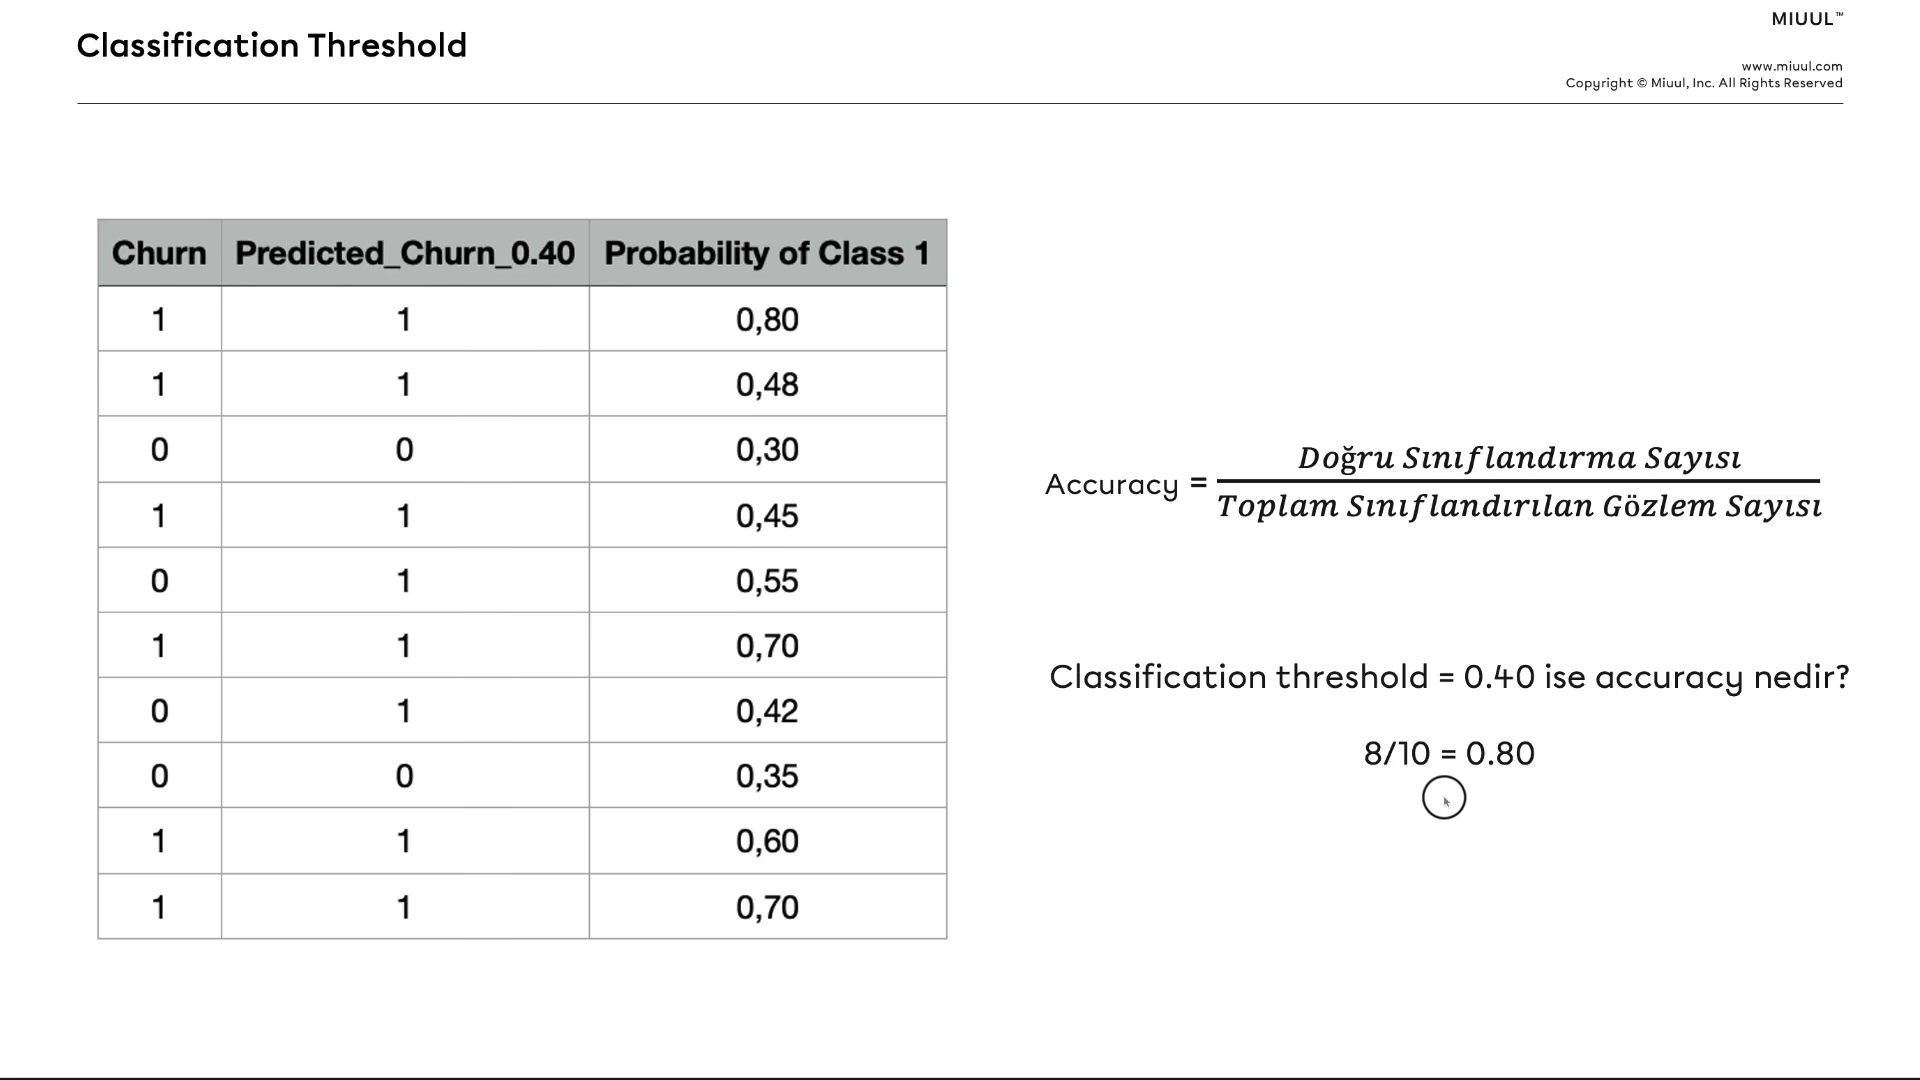 Classification Threshold
MIUUL™
www.miuul.com
Copyright © Miuul, Inc. All Rights Reserved
Churn Predicted_Churn_0.40 Probability of Class 1
1 1 0,80
1 1 0,48
0 0 0,30
1 1 0,45
0 1 0,55
1 1 0,70
0 1 0,42
0 0 0,35
1 1 0,60
1 1 0,70
Doğru Sınıflandırma Sayısı
Accuracy =
Toplam Sınıflandırılan Gözlem Sayısı
Classification threshold = 0.40 ise accuracy nedir?
8/10 = 0.80